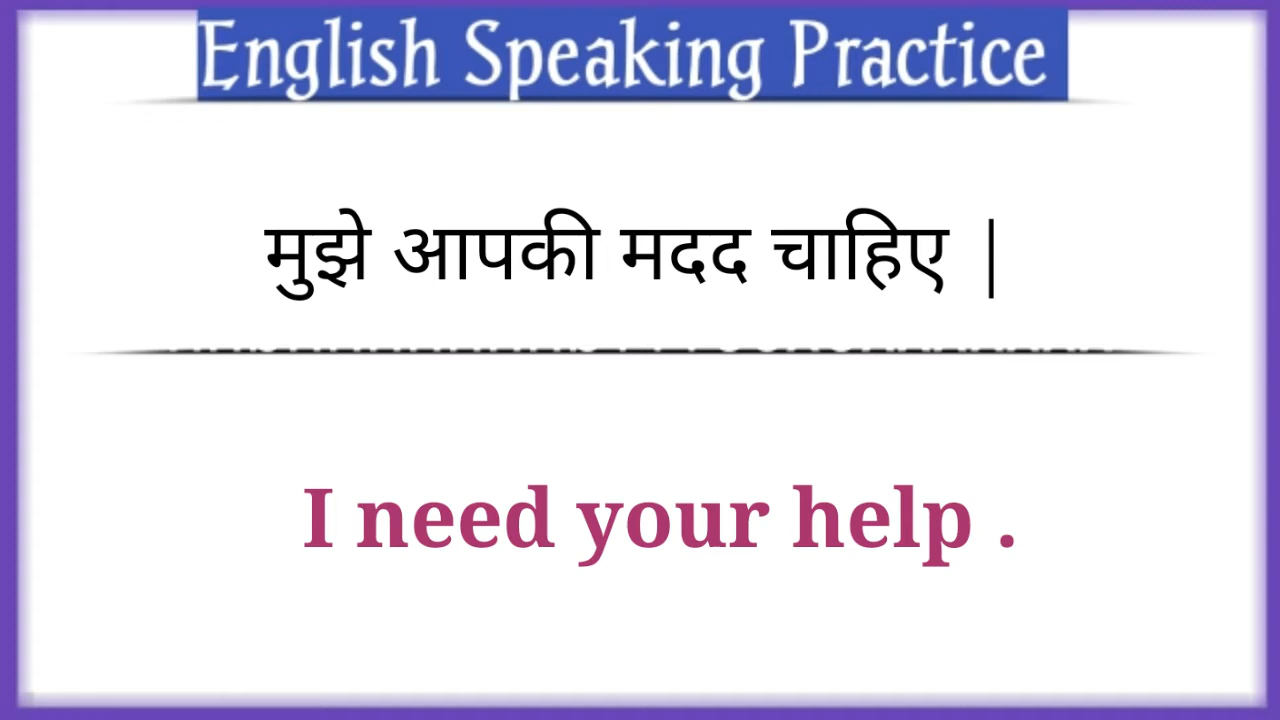 English Speaking Practice
मुझे आपकी मदद चाहिए |
I need your help .